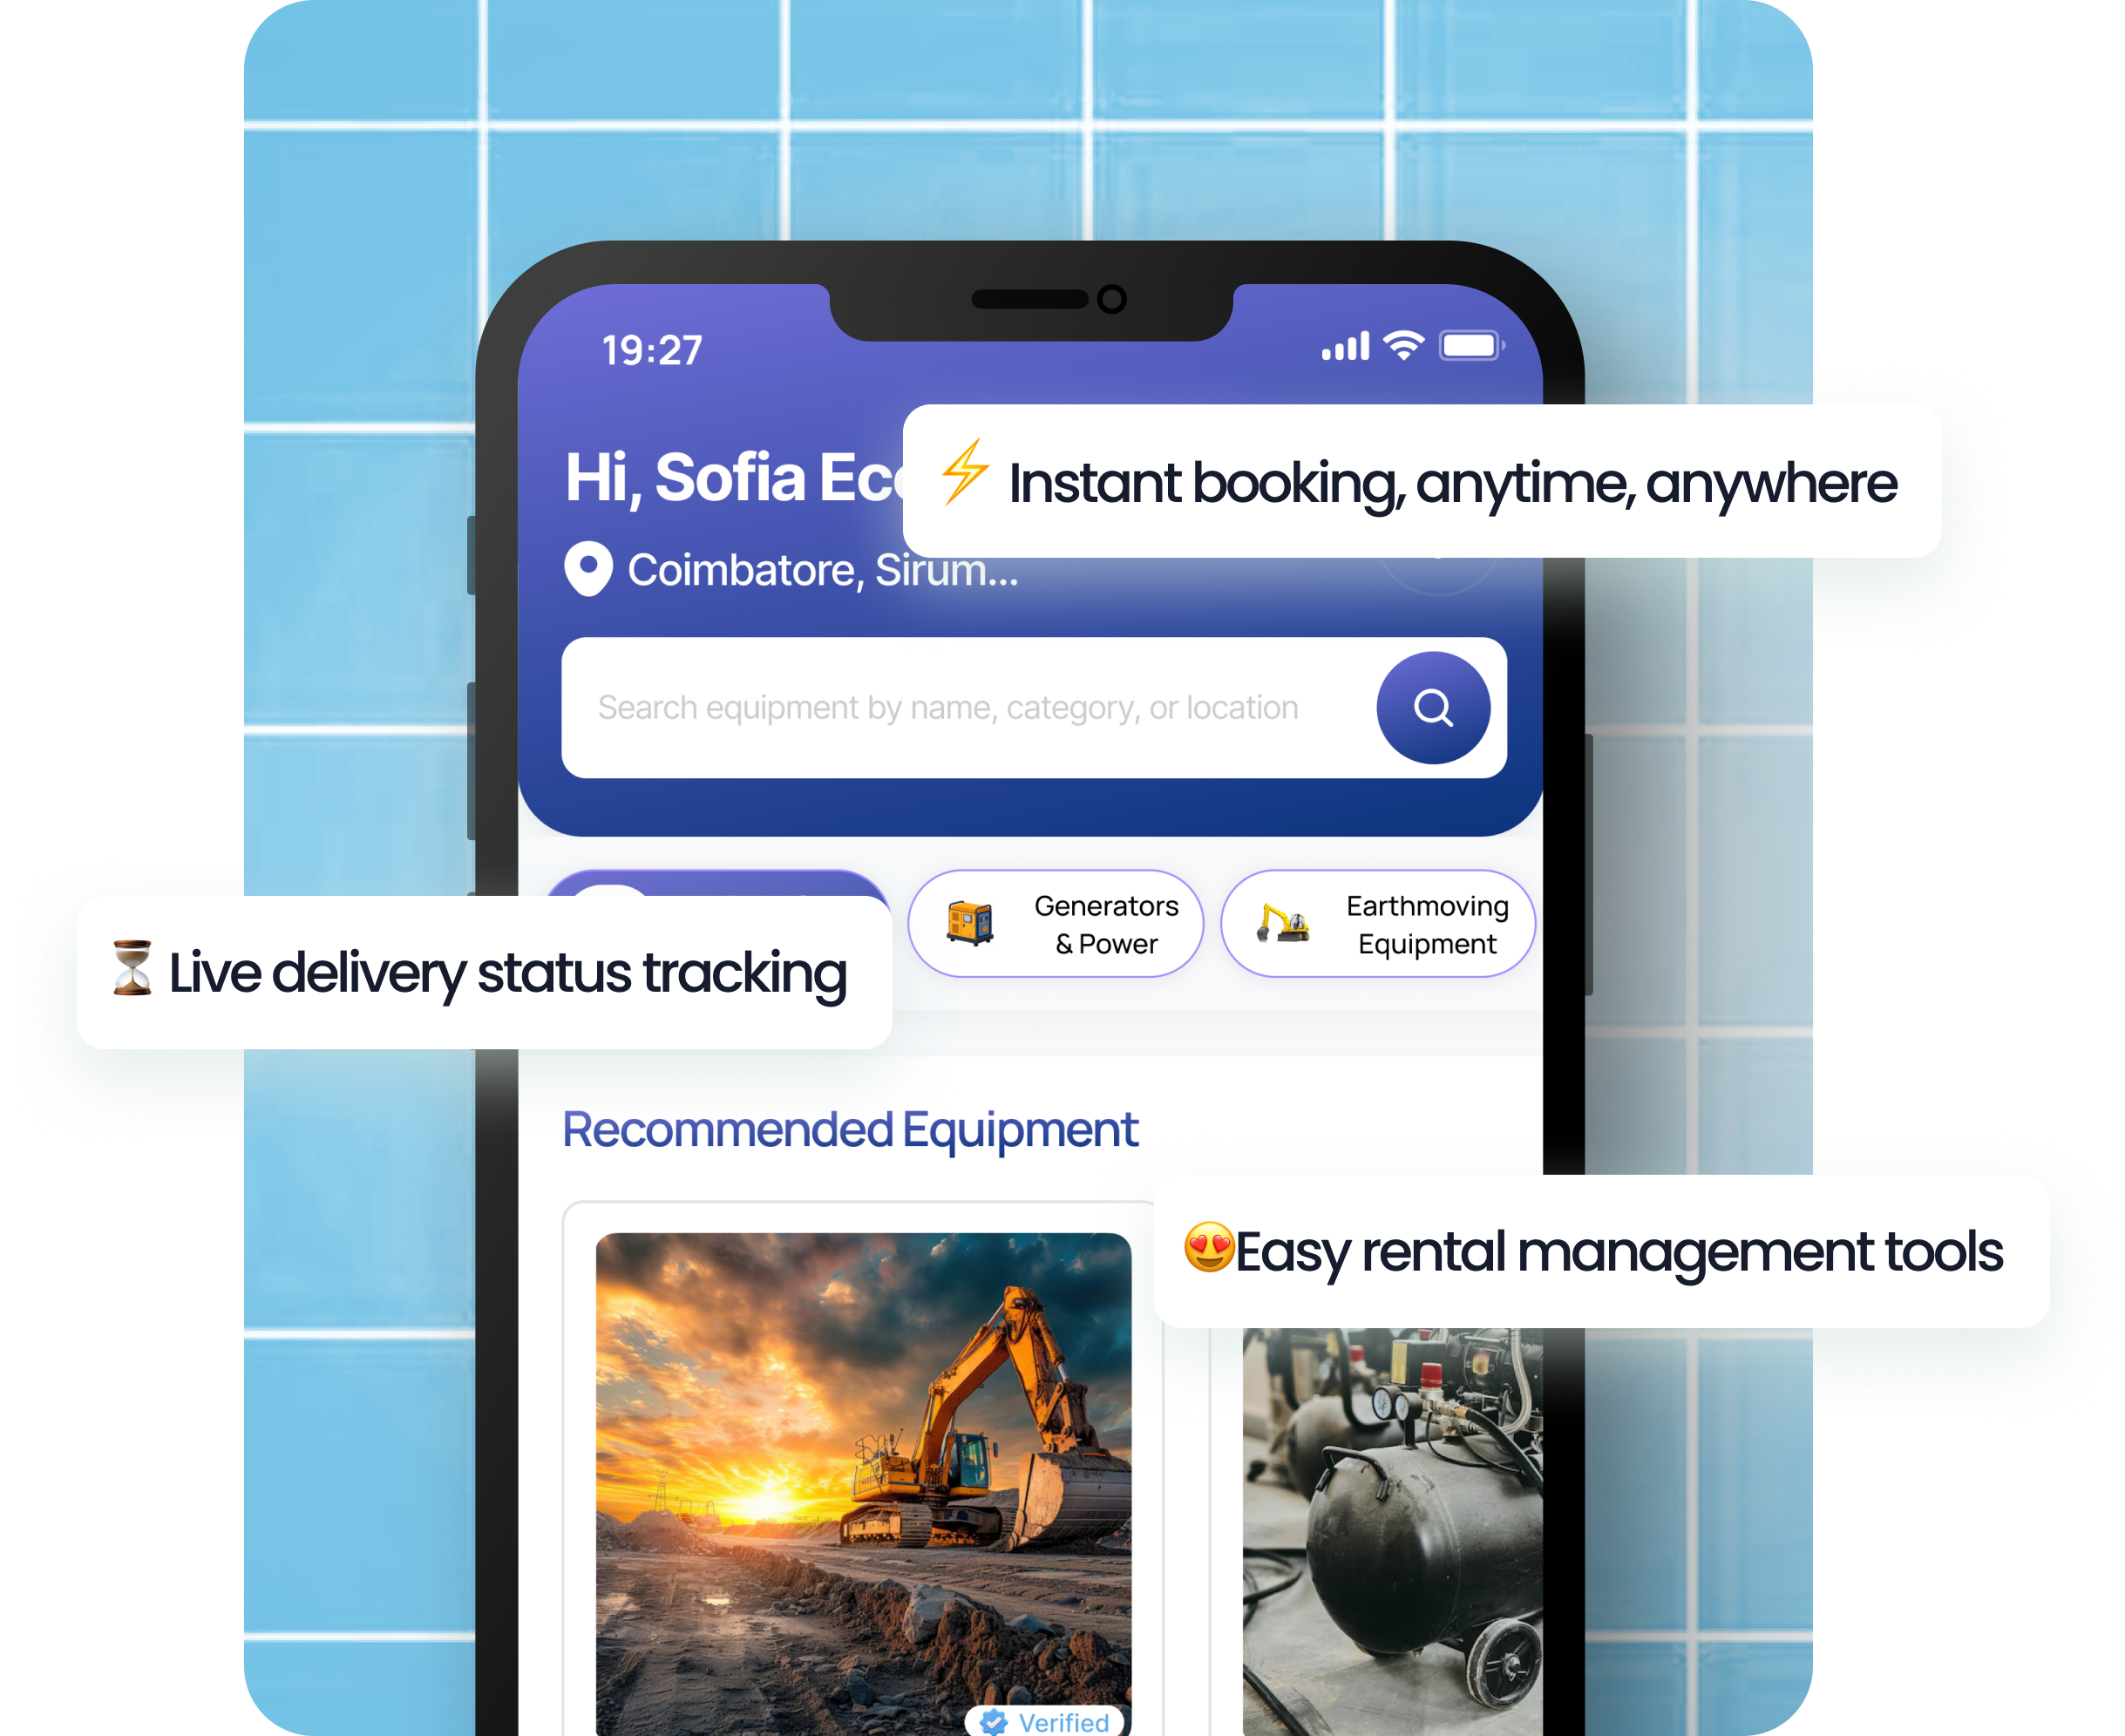 19:27
Hi, Sofia
Instant booking, anytime, anywhere
Coimbatore, Sirum...
Search equipment by name, category, or location
Generators
& Power
Earthmoving
Equipment
Live delivery status tracking
Recommended Equipment
Easy rental management tools
Verified